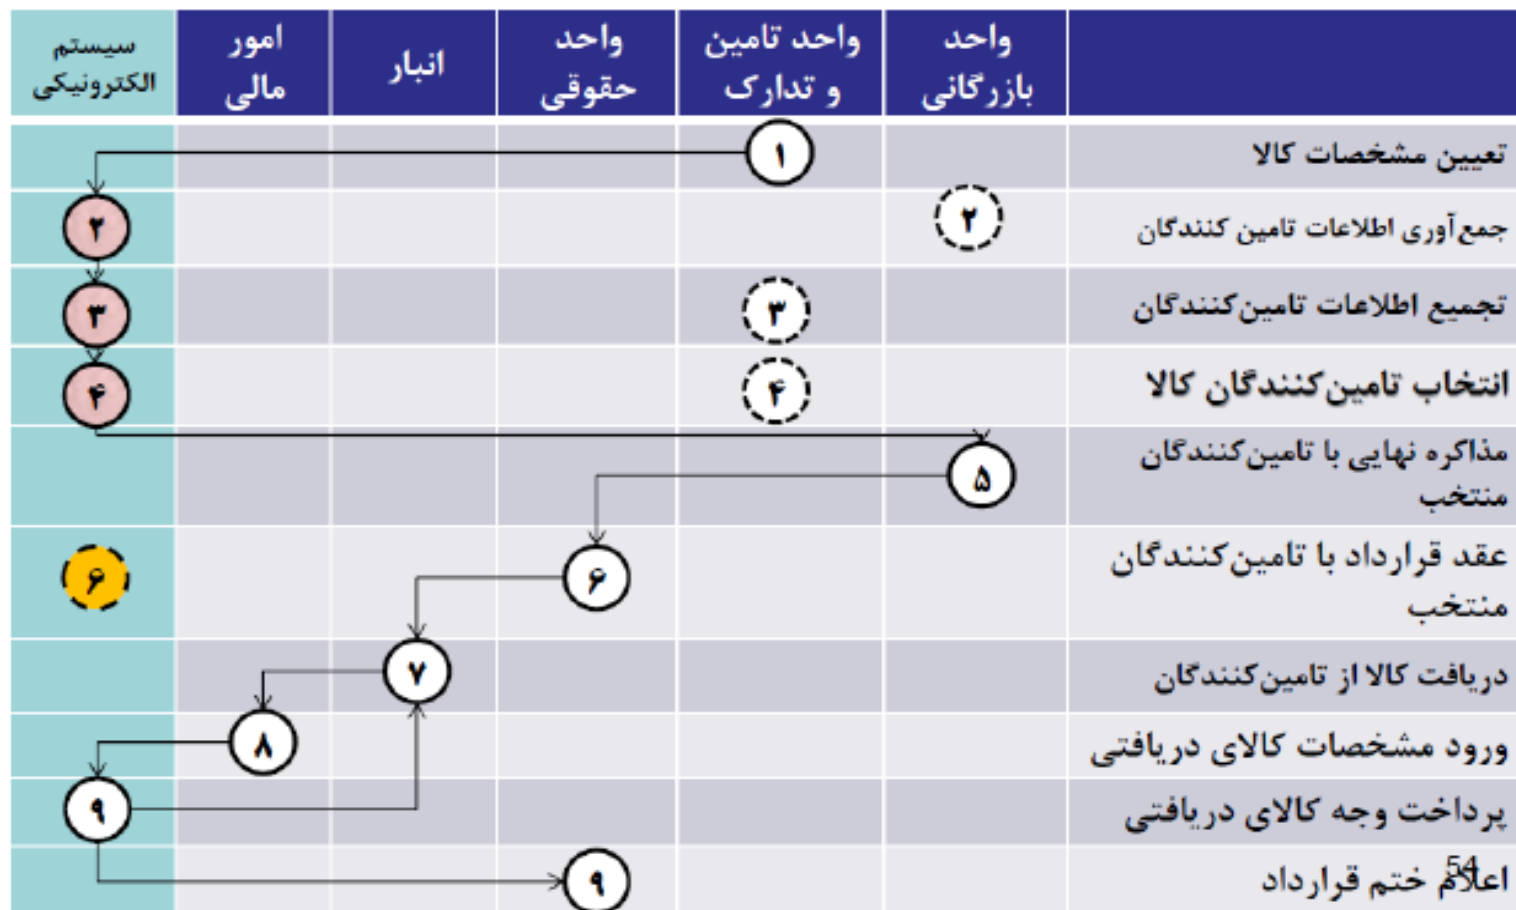 واحد
بازرگانی
واحد تامین
و تدارک
واحد
حقوقی
انبار
امور
مالی
سیستم
الکترونیکی
تعیین مشخصات کالا
۱
جمع‌آوری اطلاعات تامین کنندگان
۲
۲
تجمیع اطلاعات تامین‌کنندگان
۳
۳
انتخاب تامین‌کنندگان کالا
۴
۴
مذاکره نهایی با تامین‌کنندگان
منتخب
۵
عقد قرارداد با تامین‌کنندگان
منتخب
۶
۶
دریافت کالا از تامین‌کنندگان
۷
ورود مشخصات کالای دریافتی
۸
پرداخت وجه کالای دریافتی
۹
اعلام ختم قرارداد
۹
54